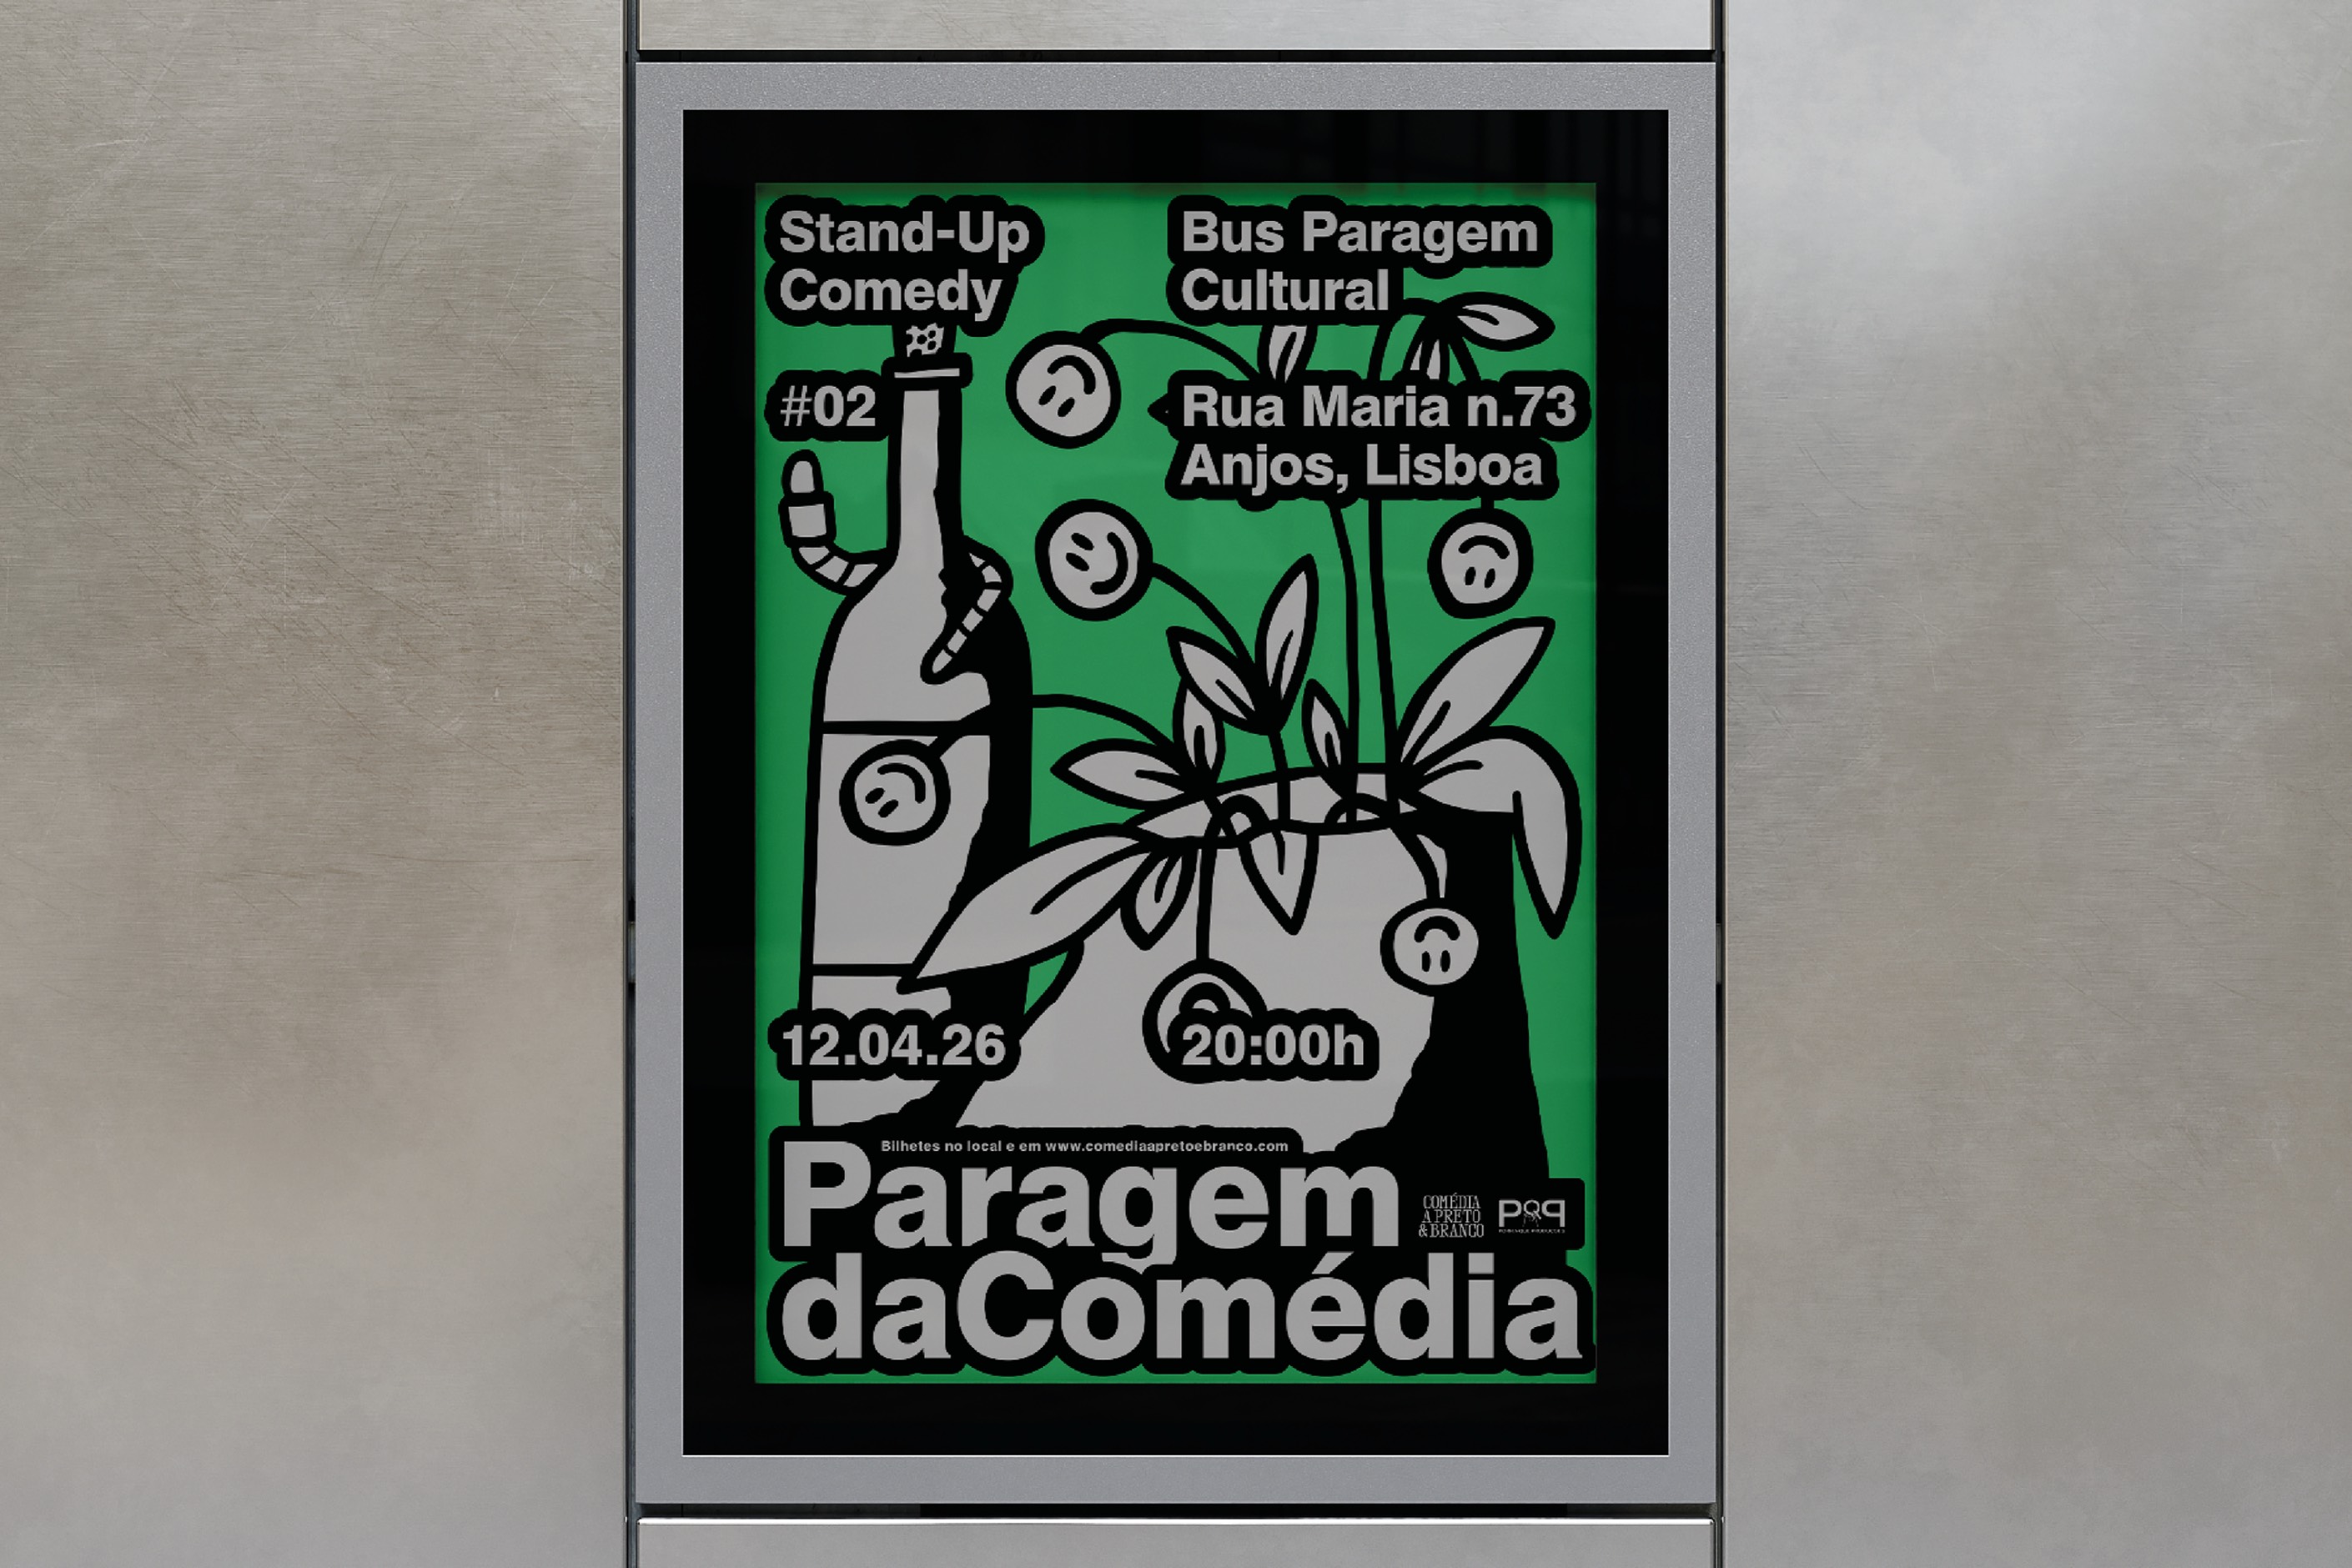 Stand-Up
Comedy
Bus Paragem
Cultural
#02
Rua Maria n.73
Anjos, Lisboa
12.04.26
20:00h
Bilhetes no local e em www.comediaapretoebranco.com
Paragem
daComédia
COMÉDIA
A PRETO
& BRANCO